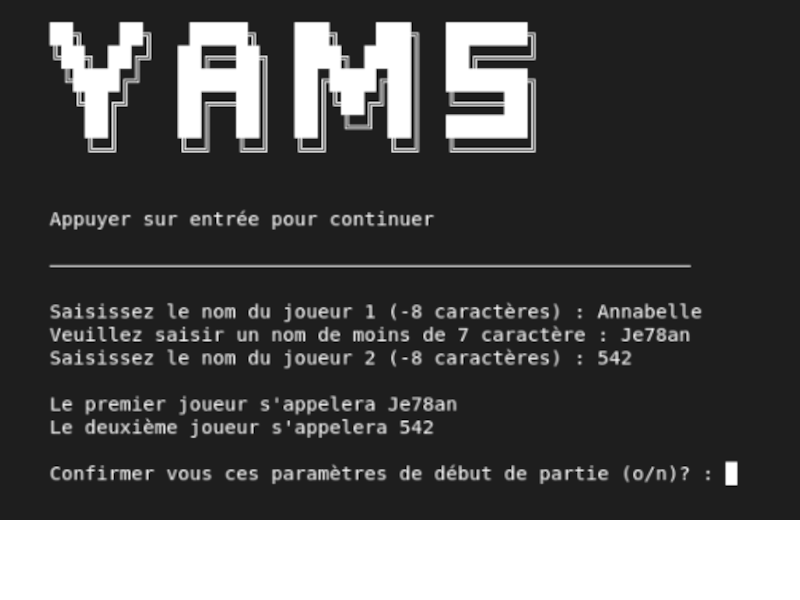 YAMS
Appuyer sur entrée pour continuer
Saisissez le nom du joueur 1 (-8 caractères) : Annabelle
Veuillez saisir un nom de moins de 7 caractère : Je78an
Saisissez le nom du joueur 2 (-8 caractères) : 542
Le premier joueur s'appelera Je78an
Le deuxième joueur s'appelera 542
Confirmer vous ces paramètres de début de partie (o/n)? :